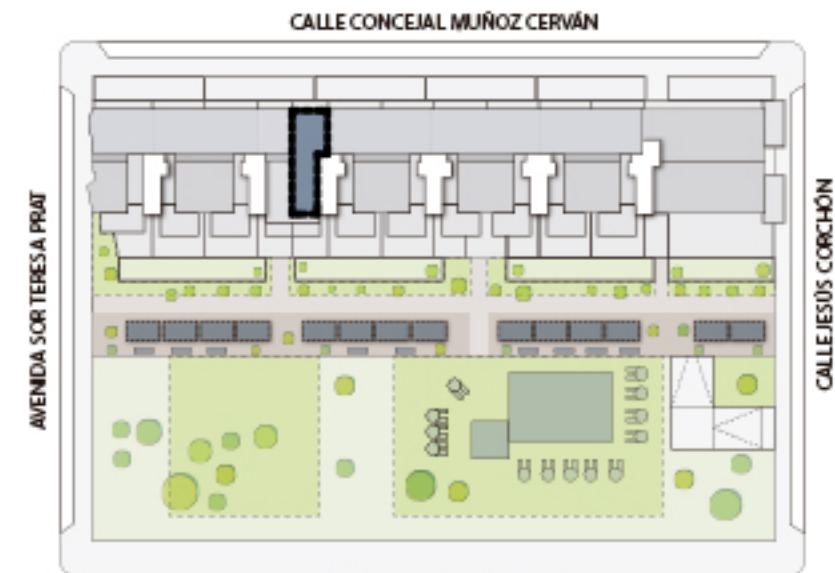 CALLE CONCEJAL MUÑOZ CERVÁN
AVENIDA SOR TERESA PRAT
CALLE JESÚS CORCHÓN